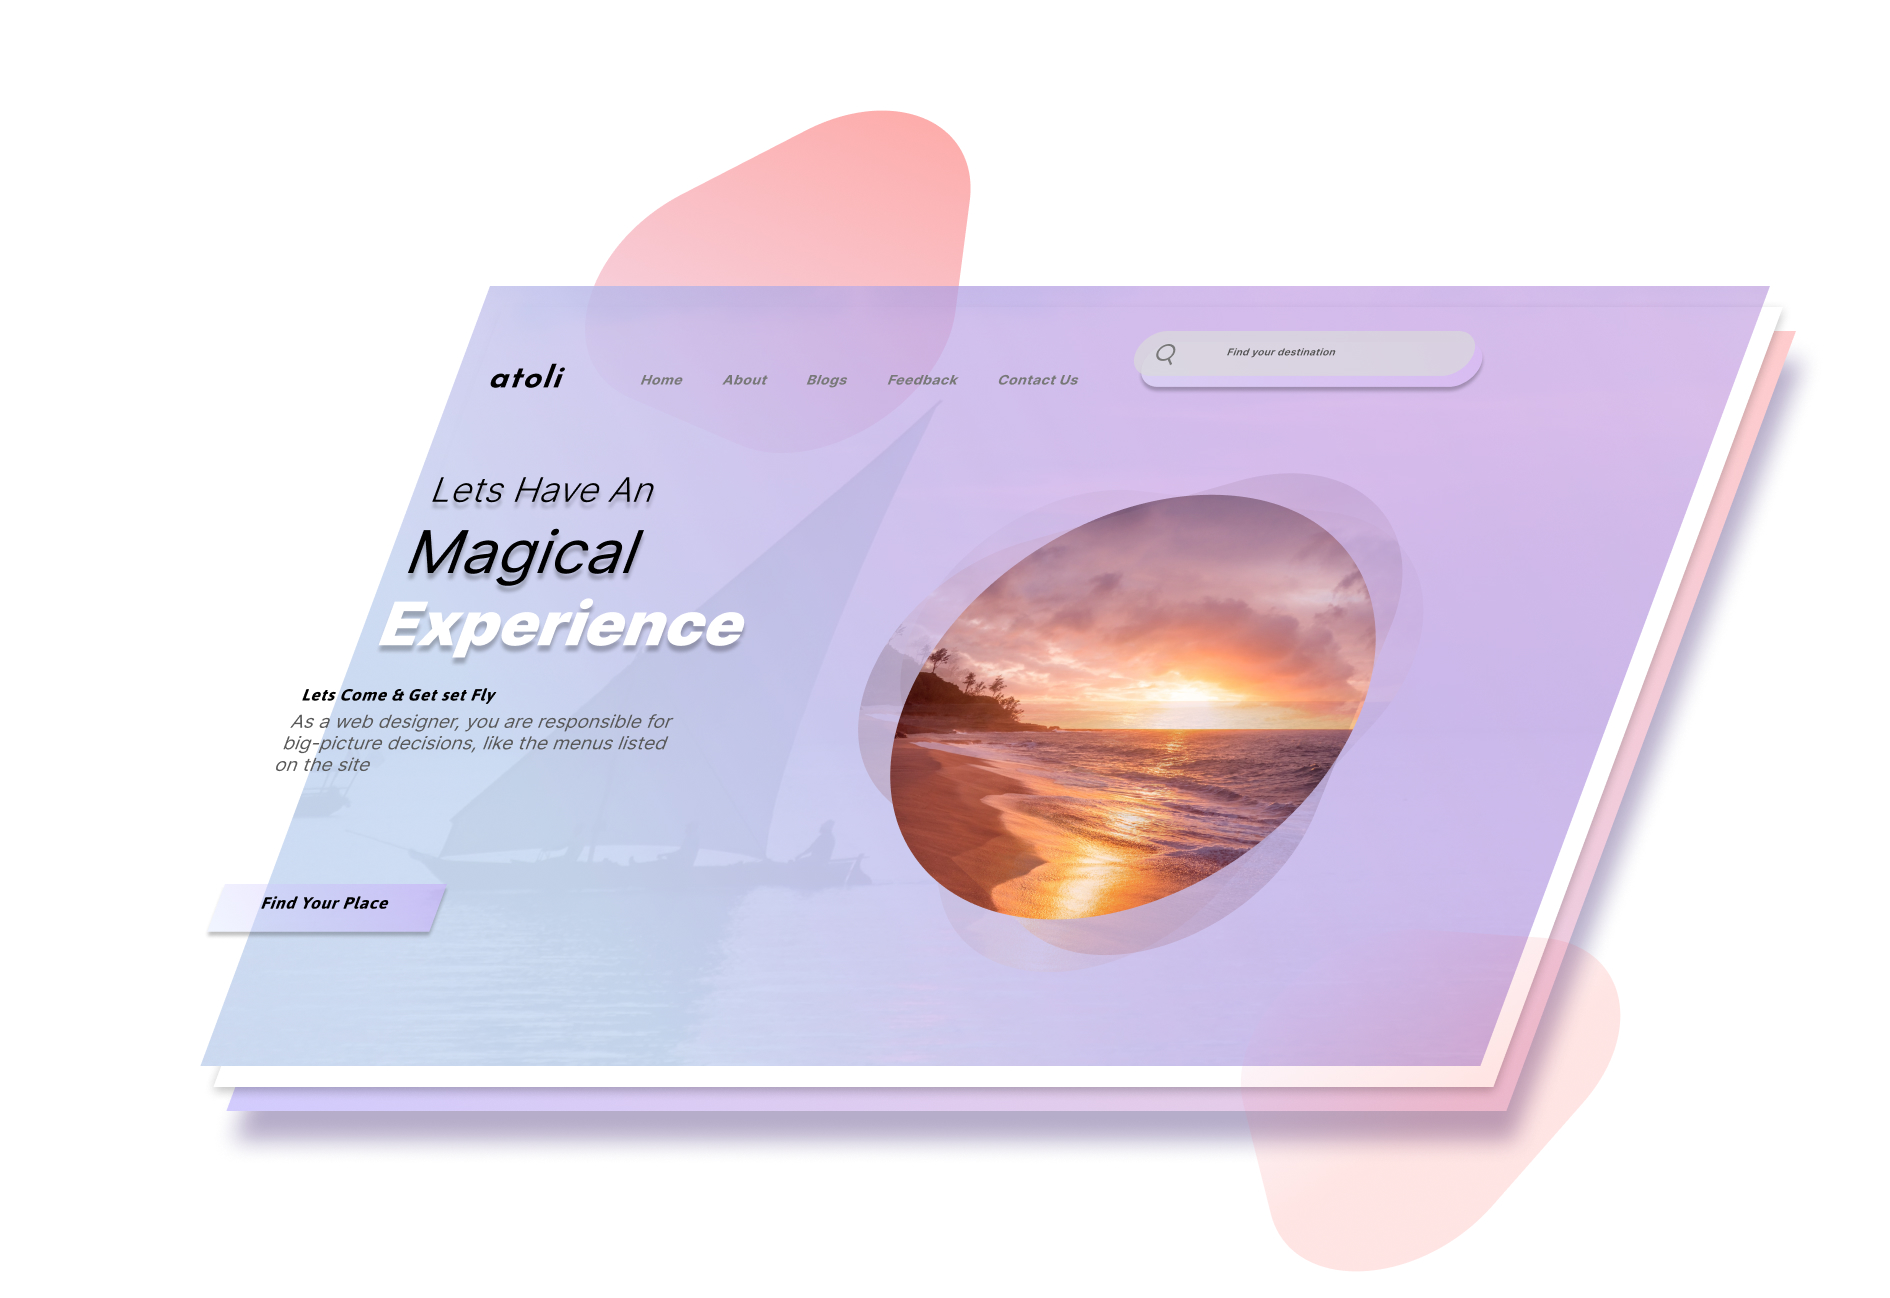 atoli
Home About Blogs Feedback Contact Us
Find your destination
Lets Have An
Magical
Experience
Lets Come & Get set Fly
As a web designer, you are responsible for
big-picture decisions, like the menus listed
on the site
Find Your Place